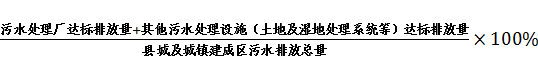 污水处理厂达标排放量+其他污水处理设施（土地及湿地处理系统等）达标排放量
县城及城镇建成区污水排放总量
×100%